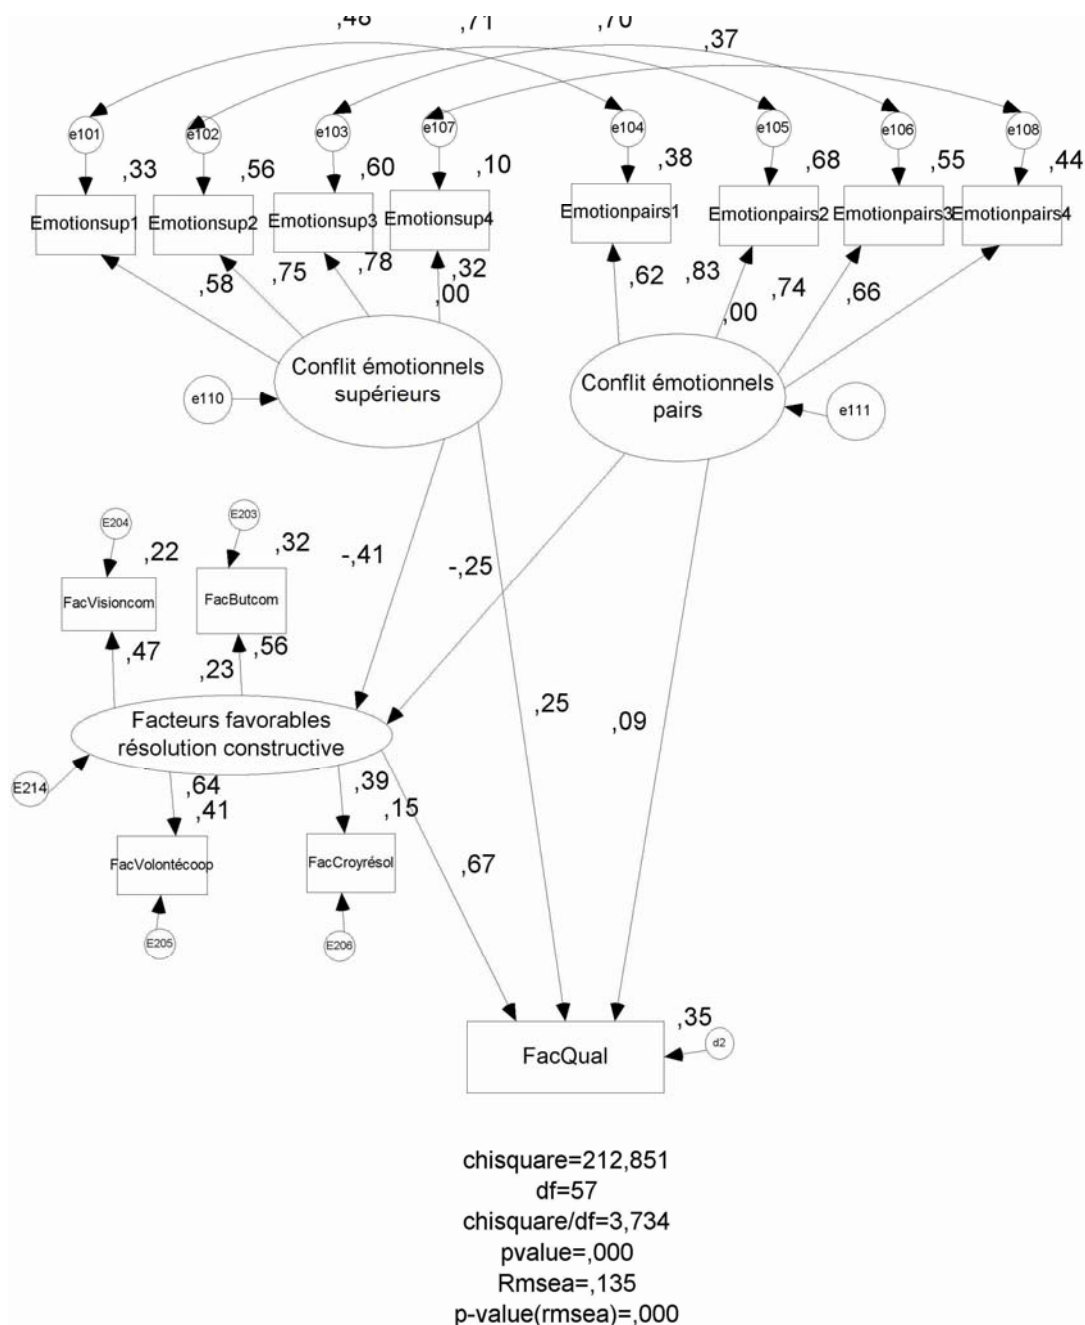 ,48
,71
,70
,37
e101
e102
e103
e107
e104
e105
e106
e108
,33
,56
,60
,10
,38
,68
,55
,44
Emotionsup1
Emotionsup2
Emotionsup3
Emotionsup4
Emotionpairs1
Emotionpairs2
Emotionpairs3
Emotionpairs4
,58
,75
,78
,32
,00
,62
,83
,00
,74
,66
Conflit émotionnels
supérieurs
Conflit émotionnels
pairs
e110
e111
E204
E203
,22
,32
-,41
-,25
FacVisioncom
FacButcom
,47
,56
,23
Facteurs favorables
résolution constructive
,25
,09
E214
,64
,41
,39
,15
FacVolontécoop
FacCroyrésol
,67
E205
E206
,35
FacQual
d2
chisquare=212,851
df=57
chisquare/df=3,734
pvalue=,000
Rmsea=,135
p-value(rmsea)=,000